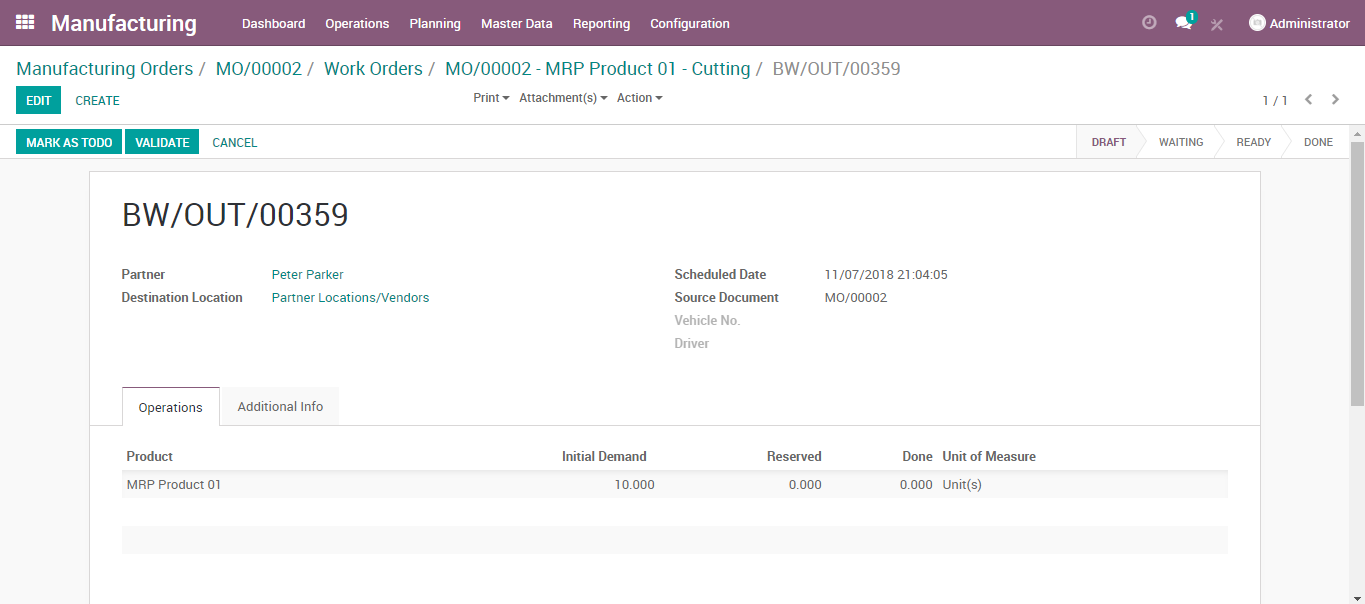 Manufacturing Dashboard Operations Planning Master Data Reporting Configuration 1 Administrator
Manufacturing Orders / MO/00002 / Work Orders / MO/00002 - MRP Product 01 - Cutting / BW/OUT/00359
EDIT CREATE Print Attachment(s) Action 1 / 1
MARK AS TODO VALIDATE CANCEL DRAFT WAITING READY DONE
BW/OUT/00359
Partner Peter Parker Scheduled Date 11/07/2018 21:04:05
Destination Location Partner Locations/Vendors Source Document MO/00002
Vehicle No.
Driver
Operations Additional Info
Product Initial Demand Reserved Done Unit of Measure
MRP Product 01 10.000 0.000 0.000 Unit(s)